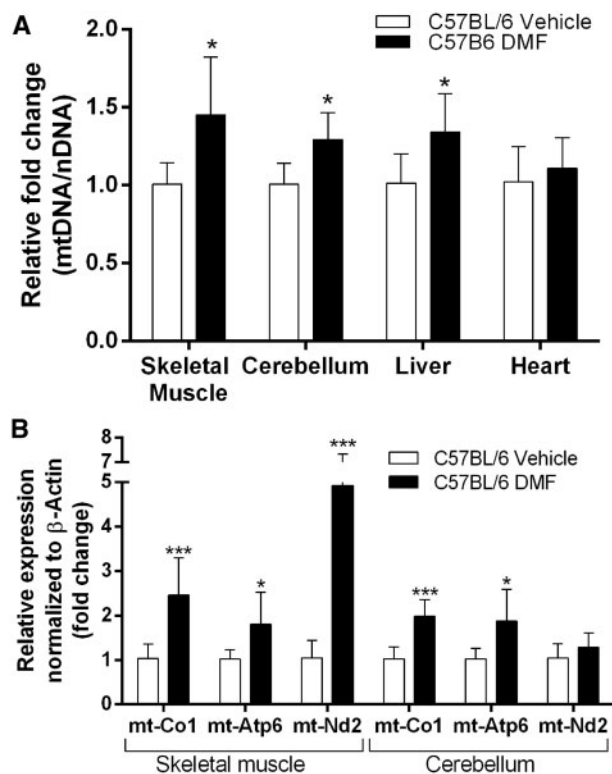 A
C57BL/6 Vehicle
C57B6 DMF
Relative fold change
(mtDNA/nDNA)
2.0
1.5
1.0
0.5
0.0
* * *
Skeletal
Muscle
Cerebellum
Liver
Heart
B
C57BL/6 Vehicle
C57BL/6 DMF
Relative expression
normalized to β-Actin
(fold change)
8
7
5
4
3
2
1
0
*** * *** *** *
mt-Co1 mt-Atp6 mt-Nd2 mt-Co1 mt-Atp6 mt-Nd2
Skeletal muscle Cerebellum